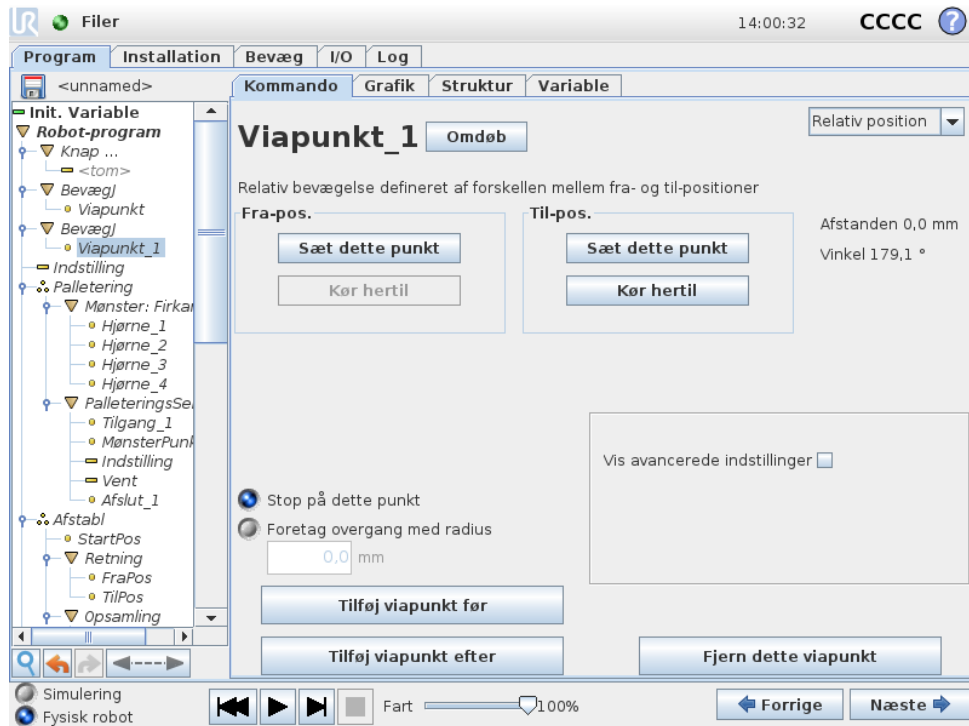 UR Filer 14:00:32 CCCC ?
Program Installation Bevæg I/O Log
<unnamed>
Kommando Grafik Struktur Variable
Init. Variable
Robot-program
Knap ...
<tom>
BevægJ
Viapunkt
BevægJ
Viapunkt_1
Indstilling
Palletering
Mønster: Firkan
Hjørne_1
Hjørne_2
Hjørne_3
Hjørne_4
PalleteringsSe
Tilgang_1
MønsterPunk
Indstilling
Vent
Afslut_1
Afstabl
StartPos
Retning
FraPos
TilPos
Opsamling
Viapunkt_1 Omdøb
Relativ position
Relativ bevægelse defineret af forskellen mellem fra- og til-positioner
Fra-pos.
Sæt dette punkt
Kør hertil
Til-pos.
Sæt dette punkt
Kør hertil
Afstanden 0,0 mm
Vinkel 179,1 °
Vis avancerede indstillinger
Stop på dette punkt
Foretag overgang med radius
0,0 mm
Tilføj viapunkt før
Tilføj viapunkt efter
Fjern dette viapunkt
Simulering
Fysisk robot
Fart 100%
Forrige
Næste